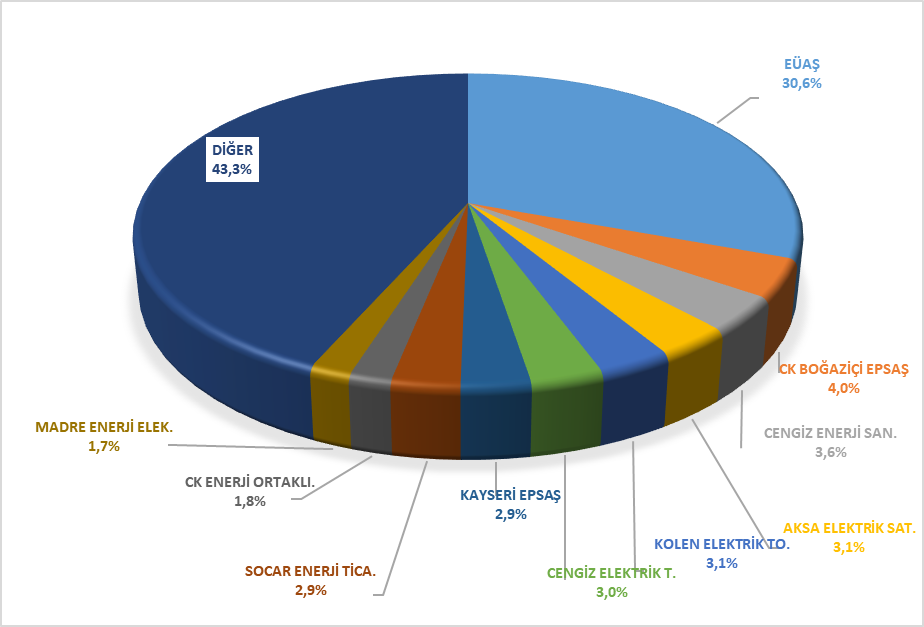 EÜAŞ
30,6%
DİĞER
43,3%
CK BOĞAZİÇİ EPSAŞ
4,0%
CENGİZ ENERJİ SAN.
3,6%
MADRE ENERJİ ELEK.
1,7%
CK ENERJİ ORTAKLI.
1,8%
KAYSERİ EPSAŞ
2,9%
AKSA ELEKTRİK SAT.
3,1%
KOLEN ELEKTRİK TO.
3,1%
SOCAR ENERJİ TİCA.
2,9%
CENGİZ ELEKTRİK T.
3,0%